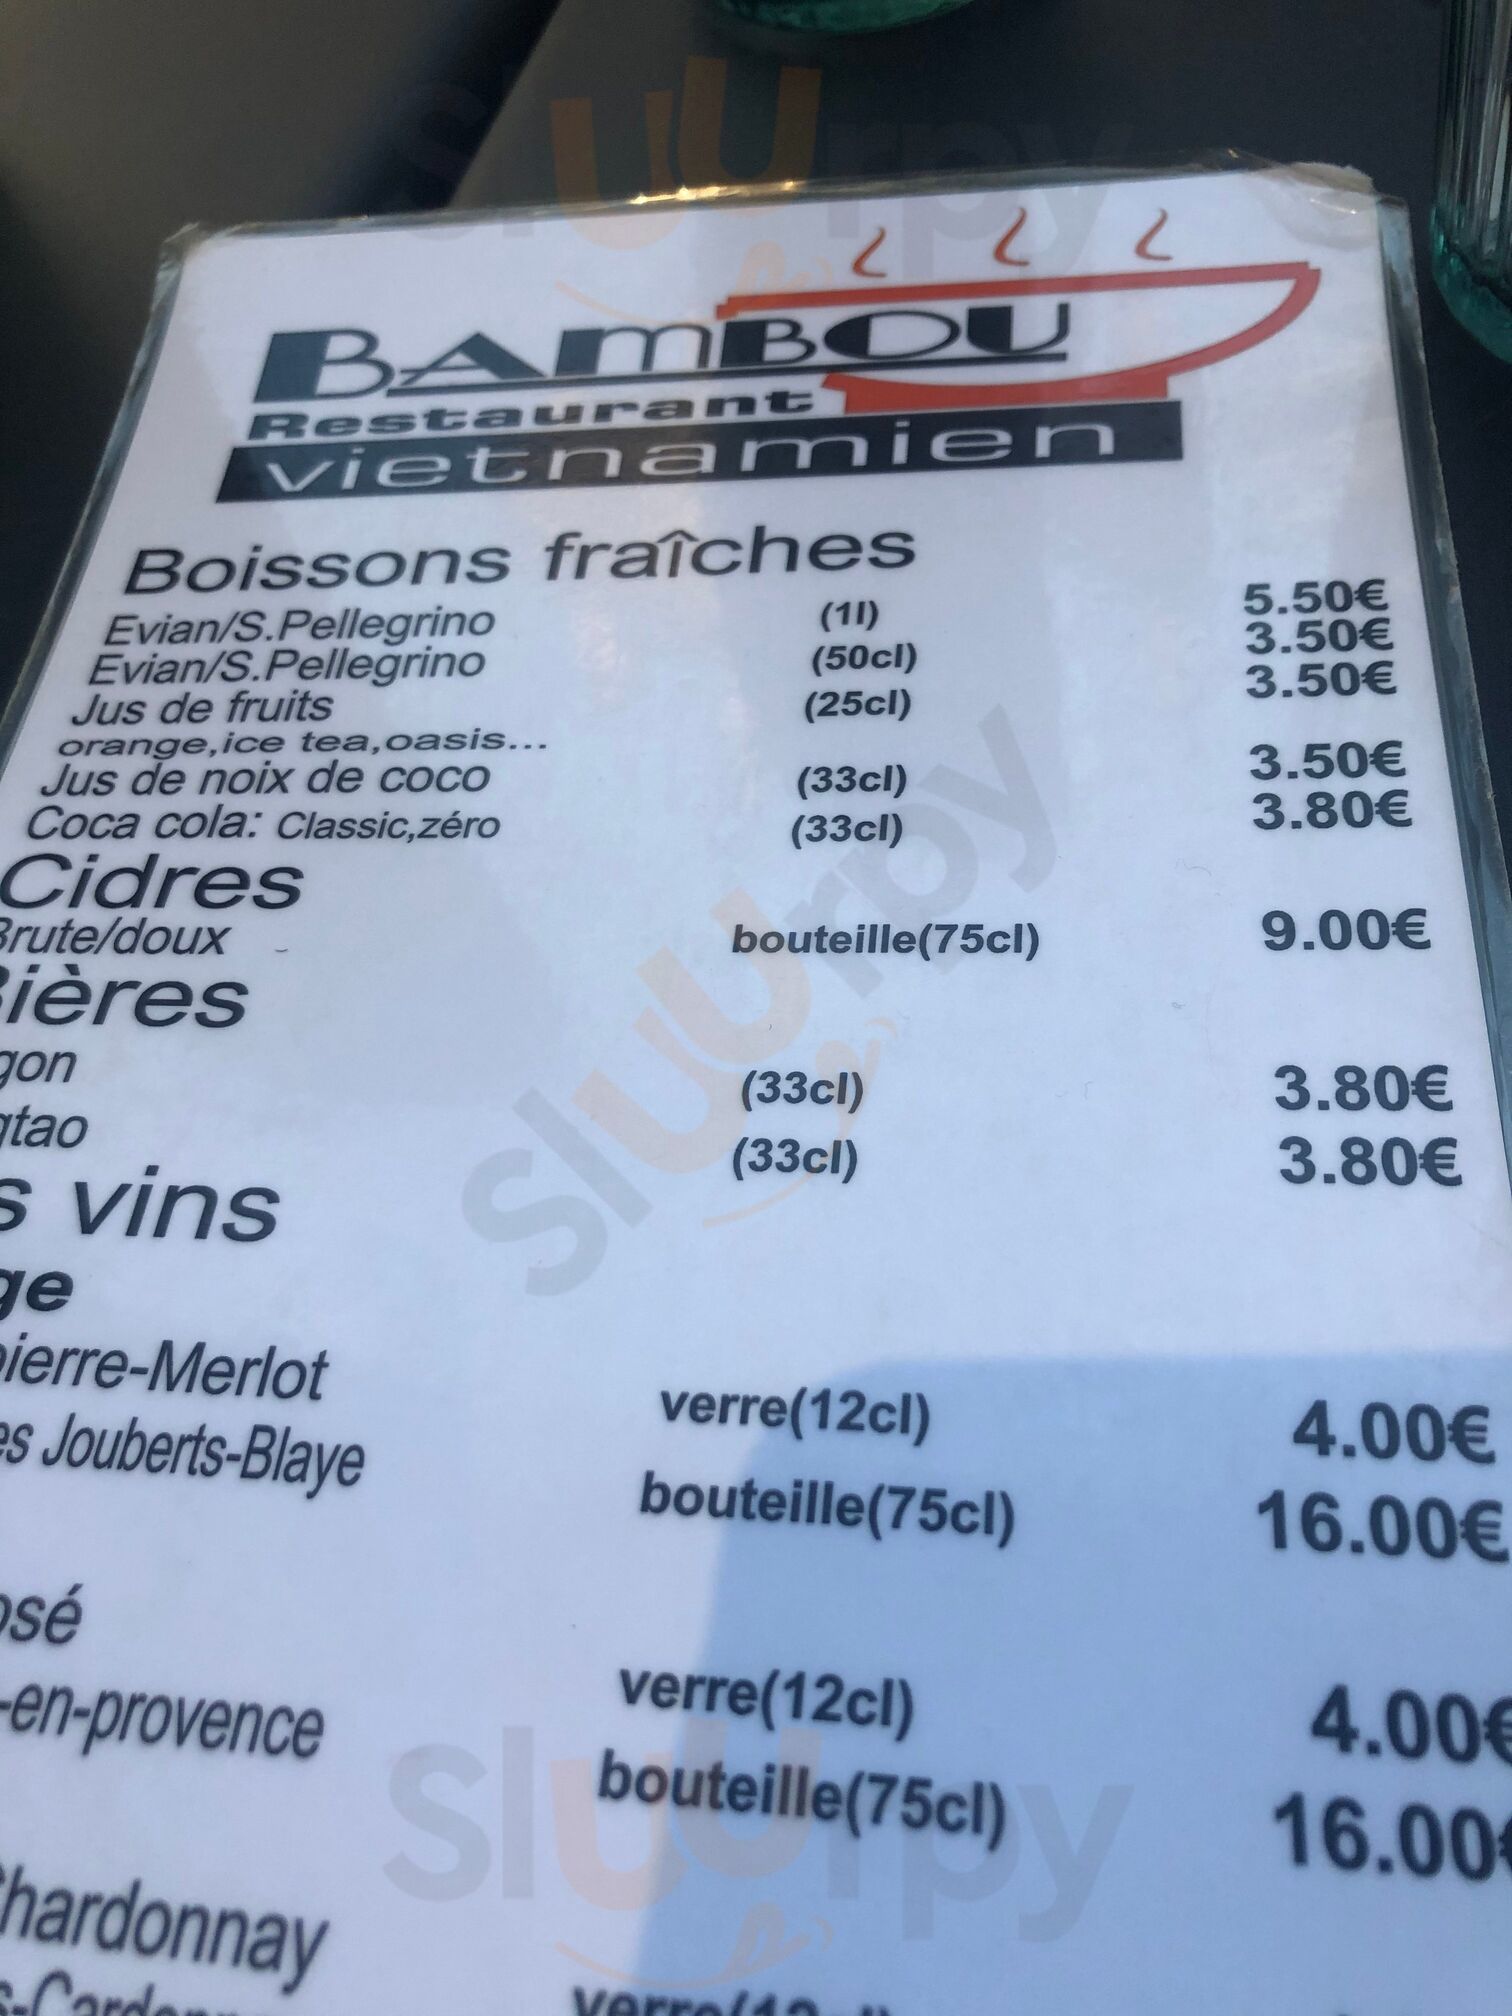 BAMBOU
Restaurant
vietnamien
Boissons fraîches
Evian/S.Pellegrino (1l) 5.50€
Evian/S.Pellegrino (50cl) 3.50€
Jus de fruits (25cl) 3.50€
orange,ice tea,oasis...
Jus de noix de coco (33cl) 3.50€
Coca cola: Classic,zéro (33cl) 3.80€
Cidres
Brute/doux bouteille(75cl) 9.00€
Bières
gon (33cl) 3.80€
gtao (33cl) 3.80€
s vins
ge
pierre-Merlot verre(12cl) 4.00€
es Jouberts-Blaye bouteille(75cl) 16.00€
osé
-en-provence verre(12cl) 4.00€
bouteille(75cl) 16.00€
Chardonnay
sluurpy
sluurpy
sluurpy